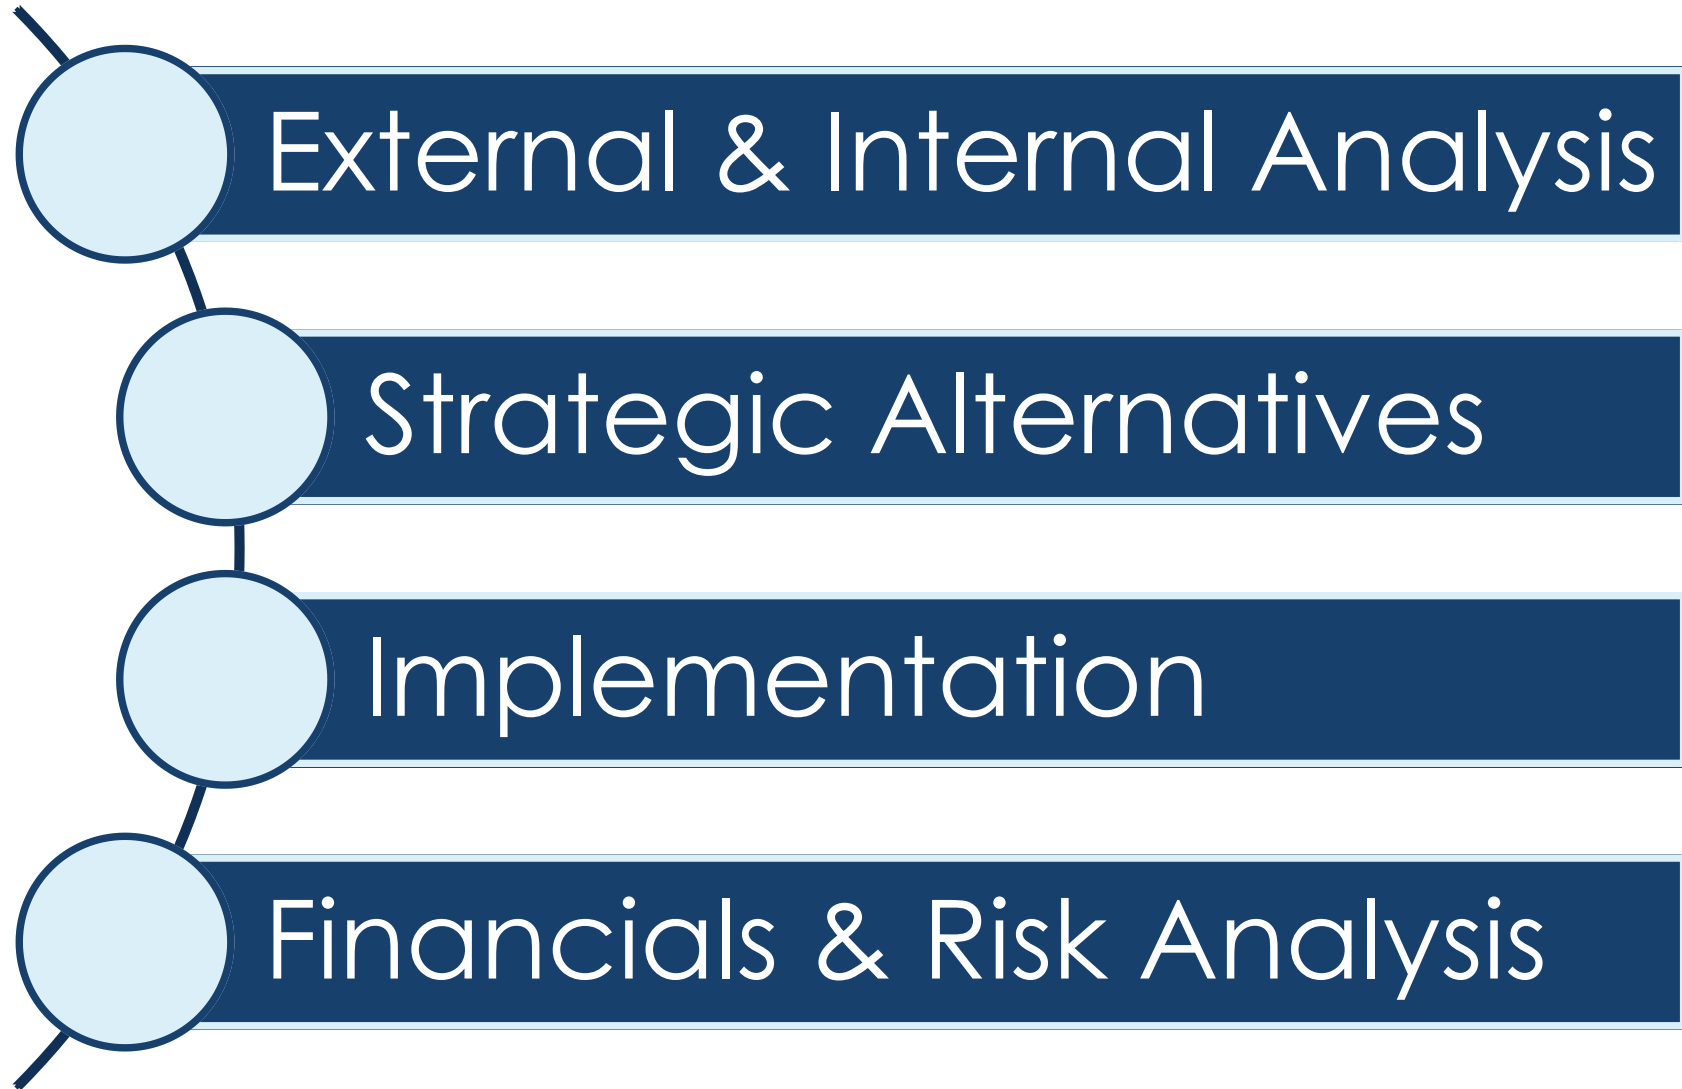 External & Internal Analysis
Strategic Alternatives
Implementation
Financials & Risk Analysis